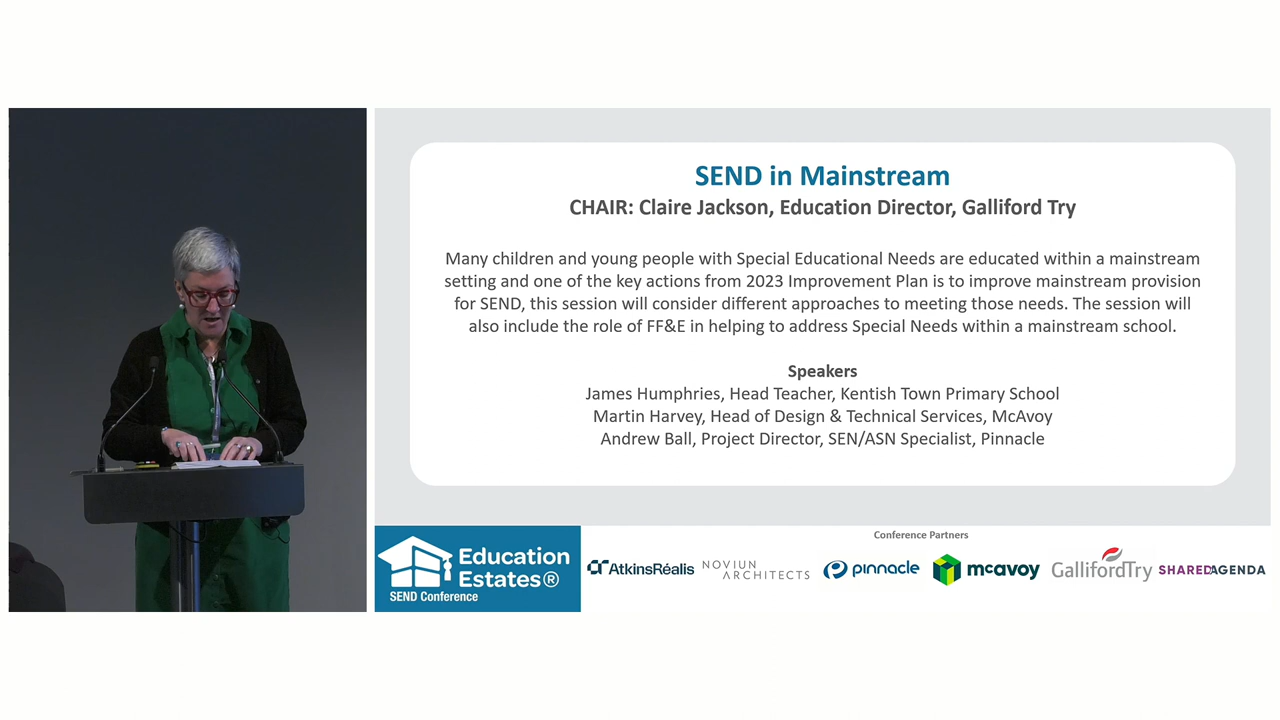 SEND in Mainstream
CHAIR: Claire Jackson, Education Director, Galliford Try
Many children and young people with Special Educational Needs are educated within a mainstream
setting and one of the key actions from 2023 Improvement Plan is to improve mainstream provision
for SEND, this session will consider different approaches to meeting those needs. The session will
also include the role of FF&E in helping to address Special Needs within a mainstream school.
Speakers
James Humphries, Head Teacher, Kentish Town Primary School
Martin Harvey, Head of Design & Technical Services, McAvoy
Andrew Ball, Project Director, SEN/ASN Specialist, Pinnacle
Education
Estates®
SEND Conference
Conference Partners
AtkinsRéalis
NOVIUN
ARCHITECTS
pinnacle
mcavoy
GallifordTry
SHAREDAGENDA